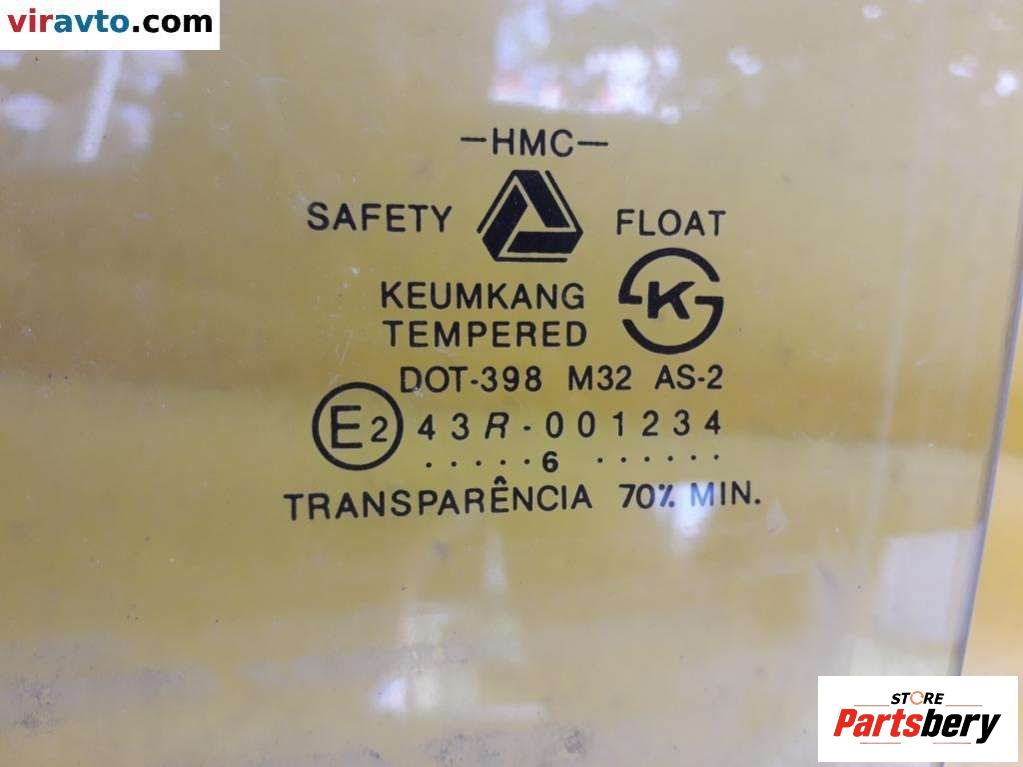 viravto.com
—HMC—
SAFETY FLOAT
KEUMKANG
TEMPERED
K
DOT-398 M32 AS-2
E2 43R-001234
.....6 ......
TRANSPARÊNCIA 70% MIN.
STORE
Partsbery